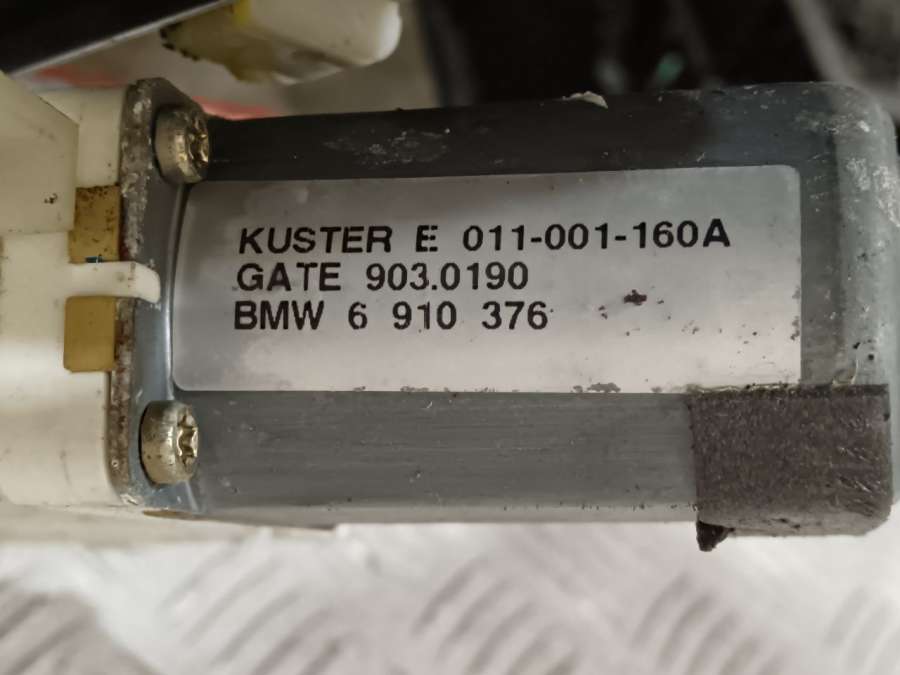 KUSTER E 011-001-160A
GATE 903.0190
BMW 6 910 376